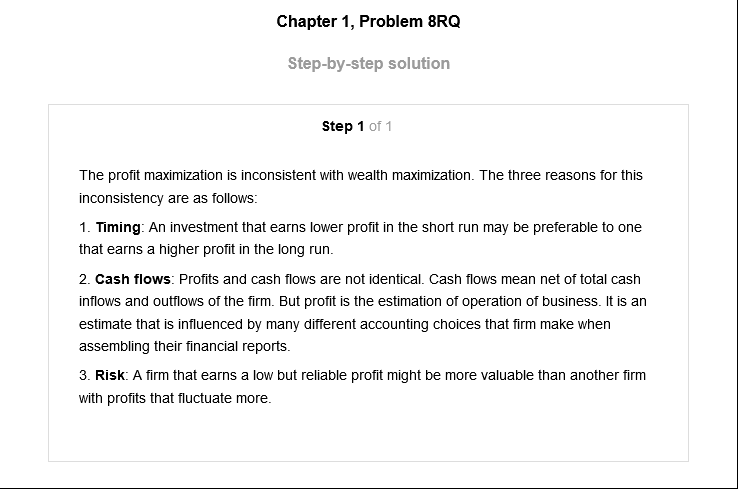 Chapter 1, Problem 8RQ
Step-by-step solution
Step 1 of 1
The profit maximization is inconsistent with wealth maximization. The three reasons for this
inconsistency are as follows:
1. Timing: An investment that earns lower profit in the short run may be preferable to one
that earns a higher profit in the long run.
2. Cash flows: Profits and cash flows are not identical. Cash flows mean net of total cash
inflows and outflows of the firm. But profit is the estimation of operation of business. It is an
estimate that is influenced by many different accounting choices that firm make when
assembling their financial reports.
3. Risk: A firm that earns a low but reliable profit might be more valuable than another firm
with profits that fluctuate more.